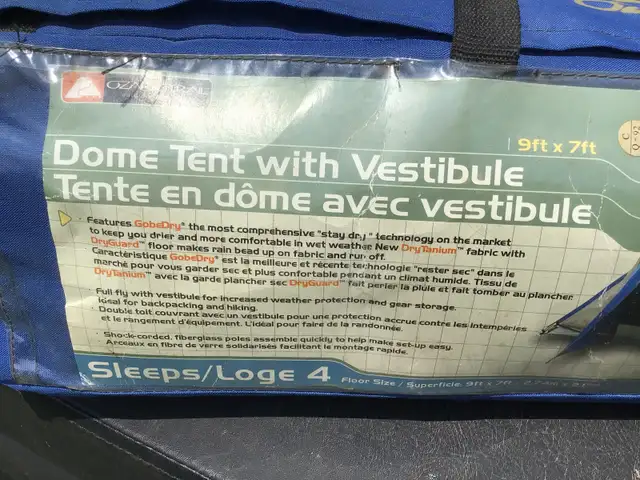 OZARK TRAIL
9ft x 7ft
C
Q-92
Dome Tent with Vestibule
Tente en dôme avec vestibule
· Features GobeDry® the most comprehensive "stay dry" technology on the market
to keep you drier and more comfortable in wet weather. New DryTanium™ fabric with
DryGuard™ floor makes rain bead up on fabric and run off.
Caractéristique GobeDry® est la meilleure et récente technologie "rester sec" dans le
marché pour vous garder sec et plus confortable pendant un climat humide. Tissu de
DryTanium™ avec la garde plancher sec DryGuard™ fait perler la pluie et fait tomber au plancher.
· Full fly with vestibule for increased weather protection and gear storage.
Ideal for backpacking and hiking.
· Double toit couvrant avec un vestibule pour une protection accrue contre les intempéries
et le rangement d'équipement. L'idéal pour faire de la randonnée.
· Shock-corded, fiberglass poles assemble quickly to help make set-up easy.
· Arceaux en fibre de verre solidarisés facilitant le montage rapide.
Sleeps/Loge 4 Floor Size / Superficie: 9ft x 7ft